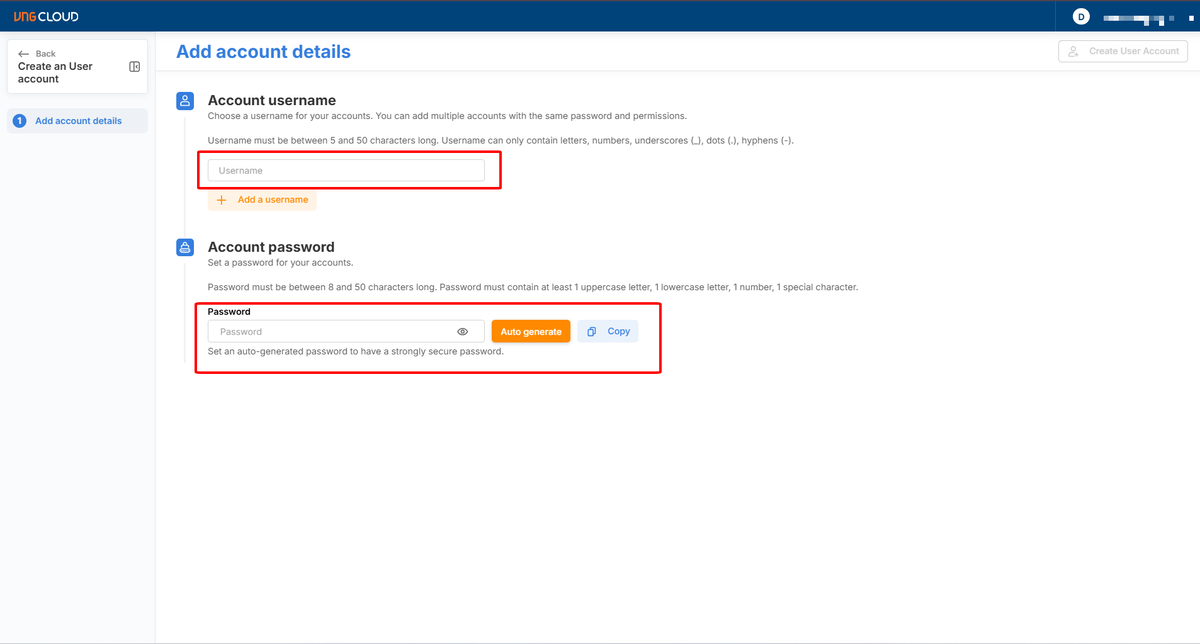 VNGCLOUD
D
Back
Create an User
account
Add account details
Create User Account
1 Add account details
Account username
Choose a username for your accounts. You can add multiple accounts with the same password and permissions.
Username must be between 5 and 50 characters long. Username can only contain letters, numbers, underscores (_), dots (.), hyphens (-).
Username
+ Add a username
Account password
Set a password for your accounts.
Password must be between 8 and 50 characters long. Password must contain at least 1 uppercase letter, 1 lowercase letter, 1 number, 1 special character.
Password
Password
Auto generate
Copy
Set an auto-generated password to have a strongly secure password.